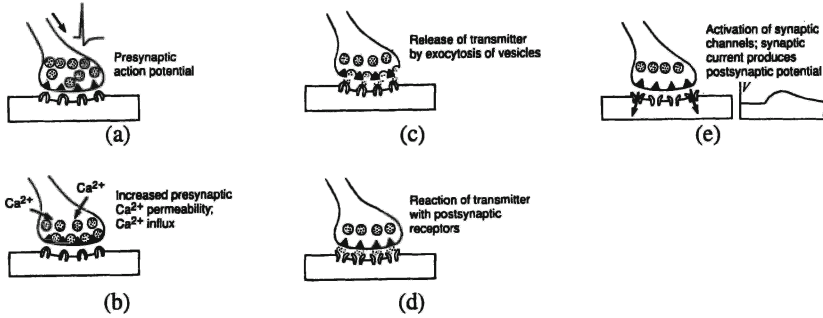 Presynaptic
action potential
(a)
Ca2+
Ca2+
Increased presynaptic
Ca2+ permeability;
Ca2+ influx
(b)
Release of transmitter
by exocytosis of vesicles
(c)
Reaction of transmitter
with postsynaptic
receptors
(d)
Activation of synaptic
channels; synaptic
current produces
postsynaptic potential
(e)